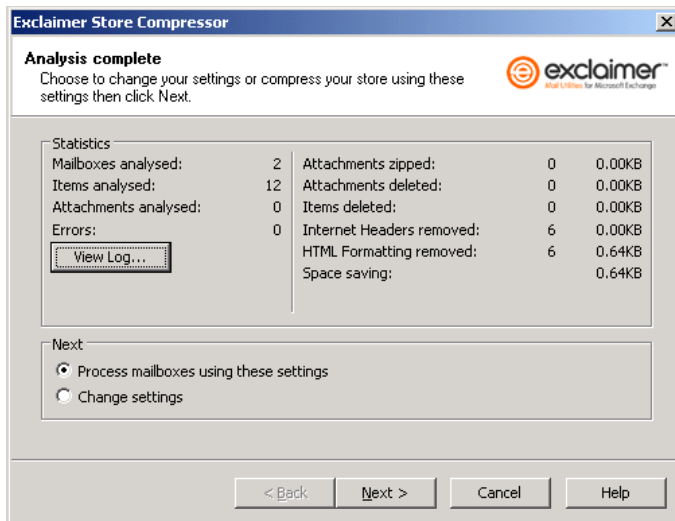 Exclaimer Store Compressor
Analysis complete
Choose to change your settings or compress your store using these
settings then click Next.
exclaimer™
Mail Utilities for Microsoft Exchange
Statistics
Mailboxes analysed: 2
Items analysed: 12
Attachments analysed: 0
Errors: 0
View Log...
Attachments zipped: 0 0.00KB
Attachments deleted: 0 0.00KB
Items deleted: 0 0.00KB
Internet Headers removed: 6 0.00KB
HTML Formatting removed: 6 0.64KB
Space saving: 0.64KB
Next
Process mailboxes using these settings
Change settings
< Back
Next >
Cancel
Help